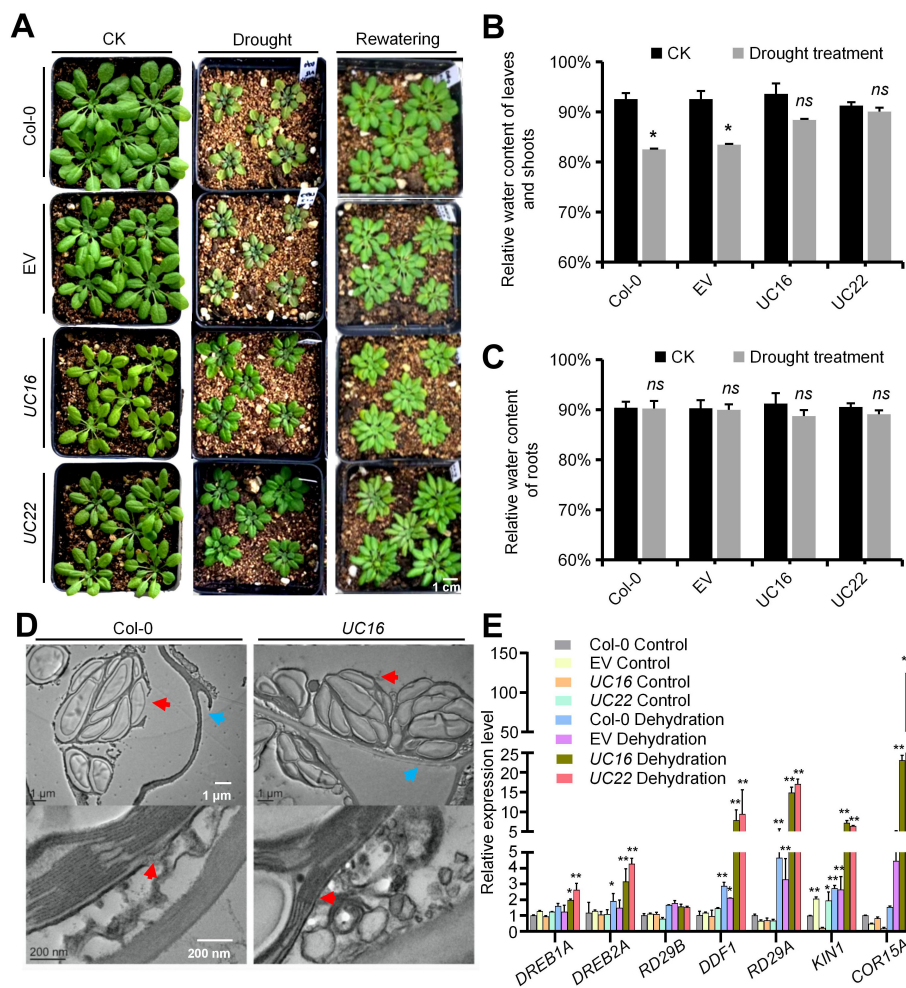 A
CK
Drought
Rewatering
Col-0
EV
UC16
UC22
1 cm
B
CK
Drought treatment
Relative water content of leaves
and shoots
100%
90%
80%
70%
60%
*
*
ns
ns
Col-0
EV
UC16
UC22
C
CK
Drought treatment
Relative water content
of roots
100%
90%
80%
70%
60%
ns
ns
ns
ns
Col-0
EV
UC16
UC22
D
Col-0
UC16
1 µm
1 µm
1 µm
200 nm
200 nm
200 nm
E
Relative expression level
150
100
50
25
20
15
10
5
5
4
3
2
1
0
Col-0 Control
EV Control
UC16 Control
UC22 Control
Col-0 Dehydration
EV Dehydration
UC16 Dehydration
UC22 Dehydration
* **
* ** **
** * ** **
** ** ** **
** * ** ** ** ** **
** *
DREB1A
DREB2A
RD29B
DDF1
RD29A
KIN1
COR15A